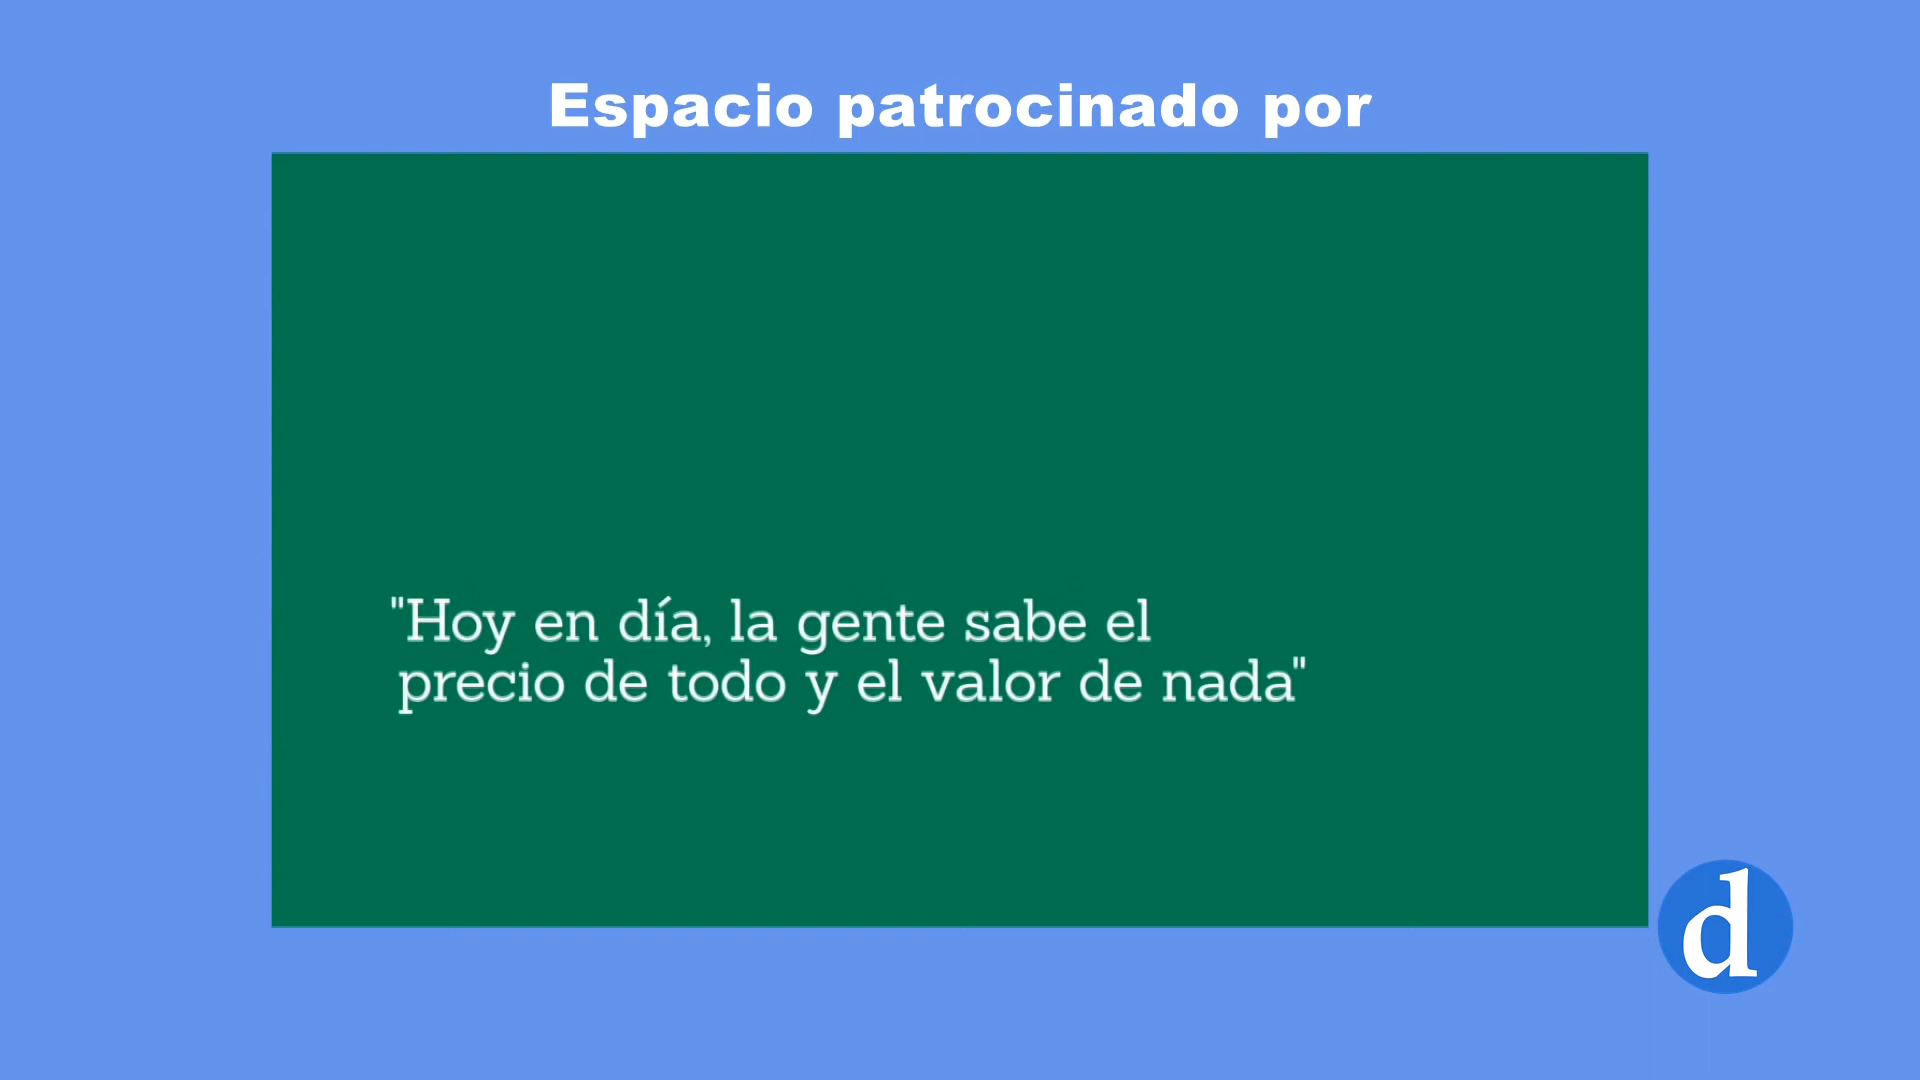 Espacio patrocinado por
"Hoy en día, la gente sabe el
precio de todo y el valor de nada"
d